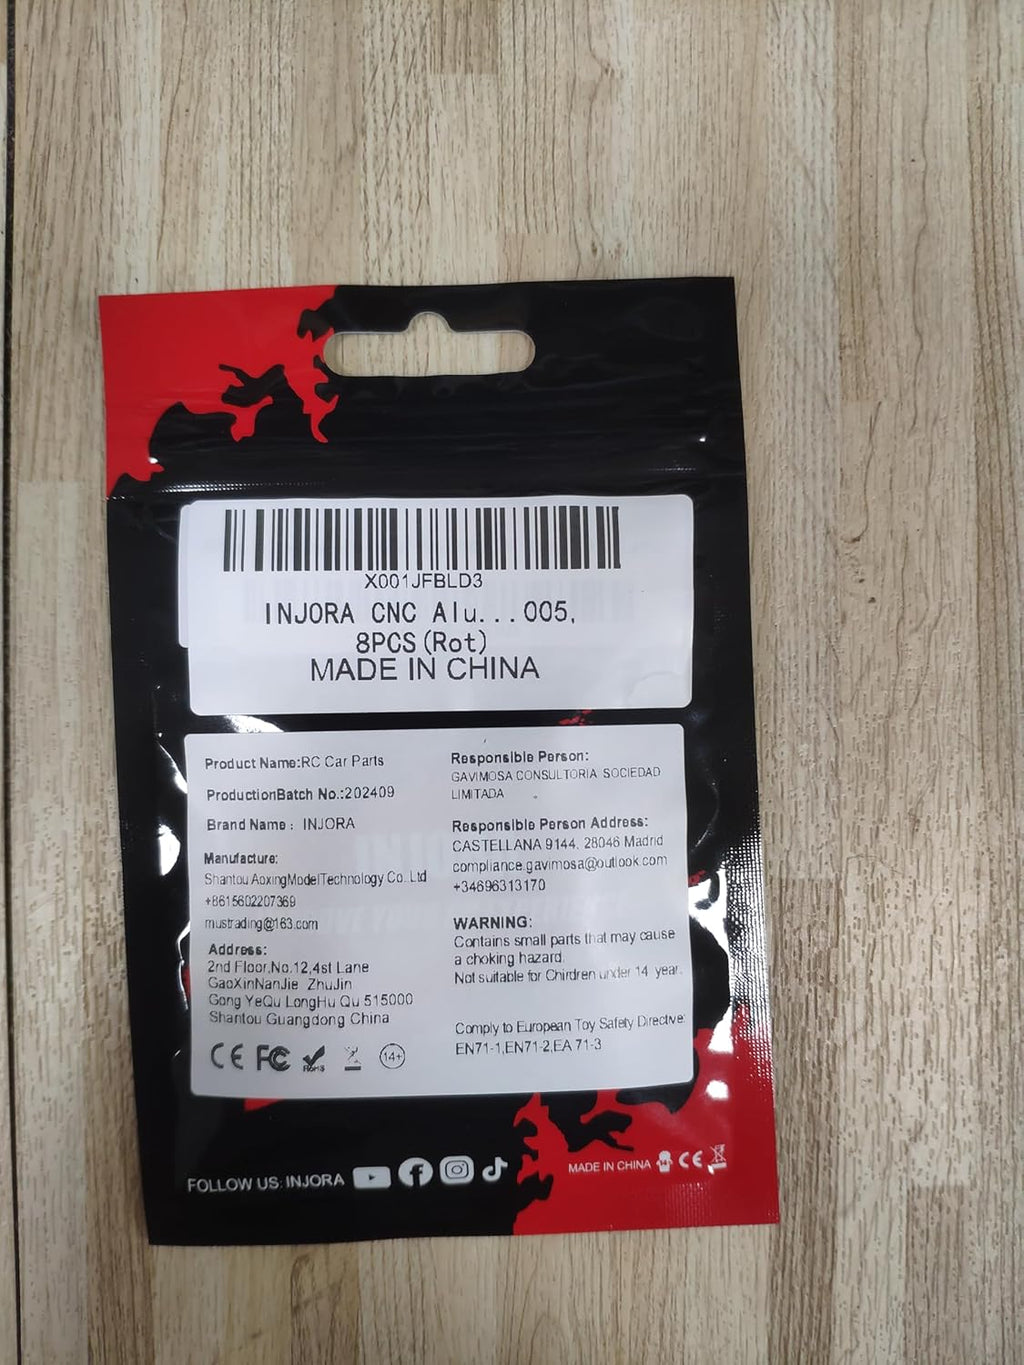 X001JFBLD3
INJORA CNC Alu...005,
8PCS(Rot)
MADE IN CHINA
Product Name:RC Car Parts
ProductionBatch No.:202409
Brand Name: INJORA
Manufacture:
Shantou AoxingModelTechnology Co. Ltd
+8615602207369
mustrading@163.com
Address:
2nd Floor,No.12,4st Lane
GaoXinNanJie ZhuJin
Gong YeQu LongHu Qu 515000
Shantou Guangdong China
CE FC RoHS 14+
Responsible Person:
GAVIMOSA CONSULTORIA SOCIEDAD
LIMITADA
Responsible Person Address:
CASTELLANA 9144. 28046 Madrid
compliance.gavimosa@outlook.com
+34696313170
WARNING:
Contains small parts that may cause
a choking hazard.
Not suitable for Chirdren under 14 year.
Comply to European Toy Safety Directive:
EN71-1,EN71-2,EA 71-3
FOLLOW US: INJORA
MADE IN CHINA CE